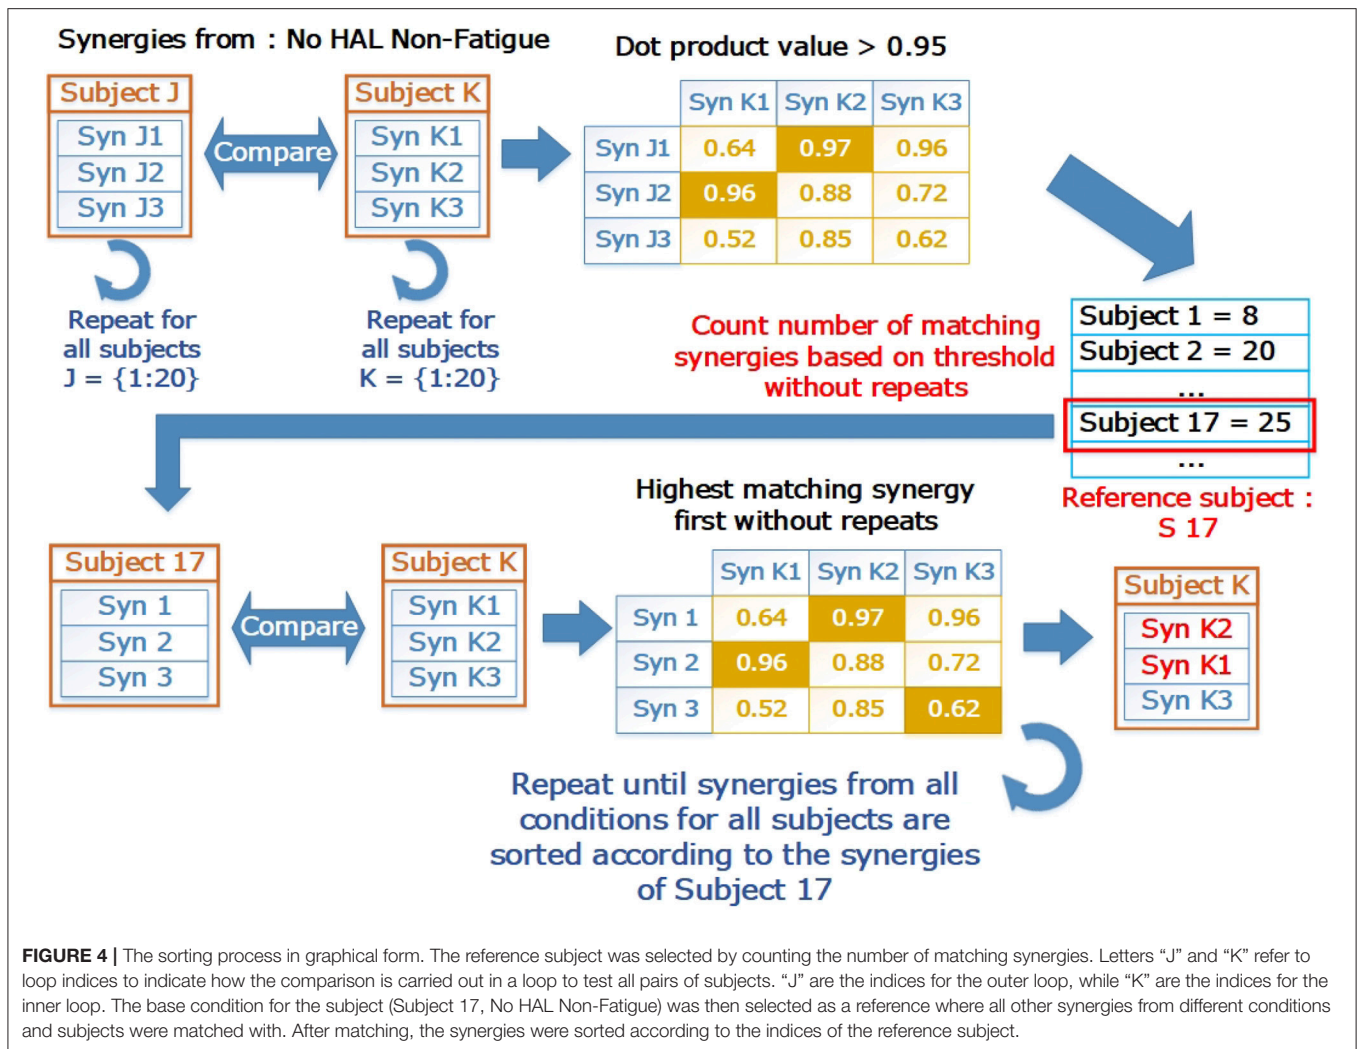 Synergies from : No HAL Non-Fatigue
Dot product value > 0.95
Subject J
Syn J1
Syn J2
Syn J3
Compare
Subject K
Syn K1
Syn K2
Syn K3
Syn K1 Syn K2 Syn K3
Syn J1 0.64 0.97 0.96
Syn J2 0.96 0.88 0.72
Syn J3 0.52 0.85 0.62
Repeat for
all subjects
J = {1:20}
Repeat for
all subjects
K = {1:20}
Count number of matching
synergies based on threshold
without repeats
Subject 1 = 8
Subject 2 = 20
...
Subject 17 = 25
...
Reference subject :
S 17
Highest matching synergy
first without repeats
Subject 17
Syn 1
Syn 2
Syn 3
Compare
Subject K
Syn K1
Syn K2
Syn K3
Syn K1 Syn K2 Syn K3
Syn 1 0.64 0.97 0.96
Syn 2 0.96 0.88 0.72
Syn 3 0.52 0.85 0.62
Subject K
Syn K2
Syn K1
Syn K3
Repeat until synergies from all
conditions for all subjects are
sorted according to the synergies
of Subject 17
FIGURE 4 | The sorting process in graphical form. The reference subject was selected by counting the number of matching synergies. Letters “J” and “K” refer to
loop indices to indicate how the comparison is carried out in a loop to test all pairs of subjects. “J” are the indices for the outer loop, while “K” are the indices for the
inner loop. The base condition for the subject (Subject 17, No HAL Non-Fatigue) was then selected as a reference where all other synergies from different conditions
and subjects were matched with. After matching, the synergies were sorted according to the indices of the reference subject.